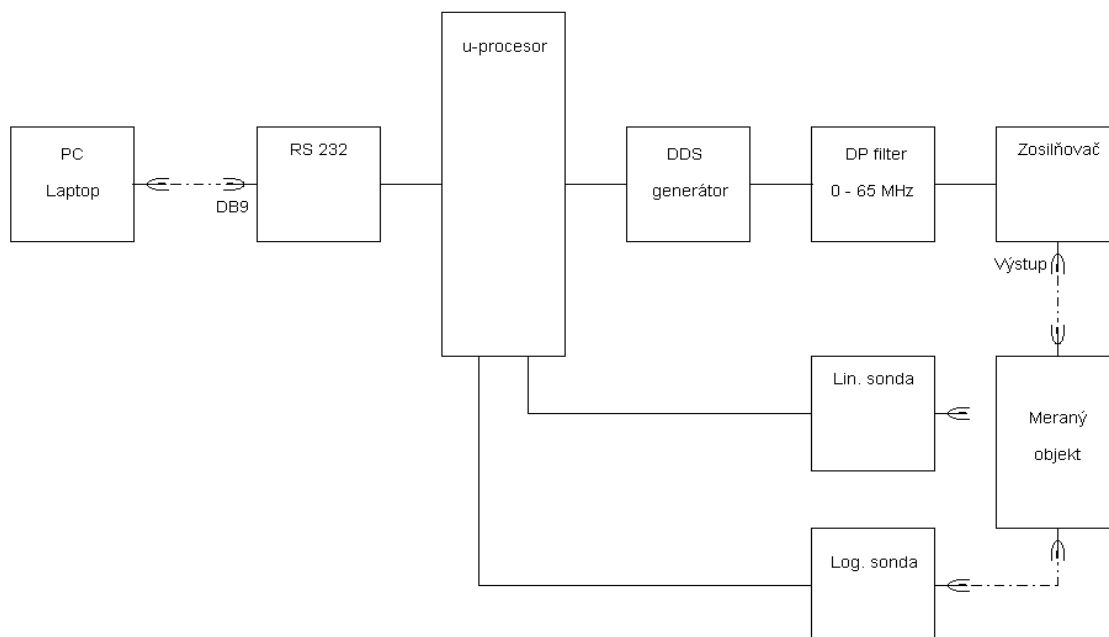 u-procesor
PC
Laptop
DB9
RS 232
DDS
generátor
DP filter
0 - 65 MHz
Zosilňovač
Výstup
Lin. sonda
Meraný
objekt
Log. sonda